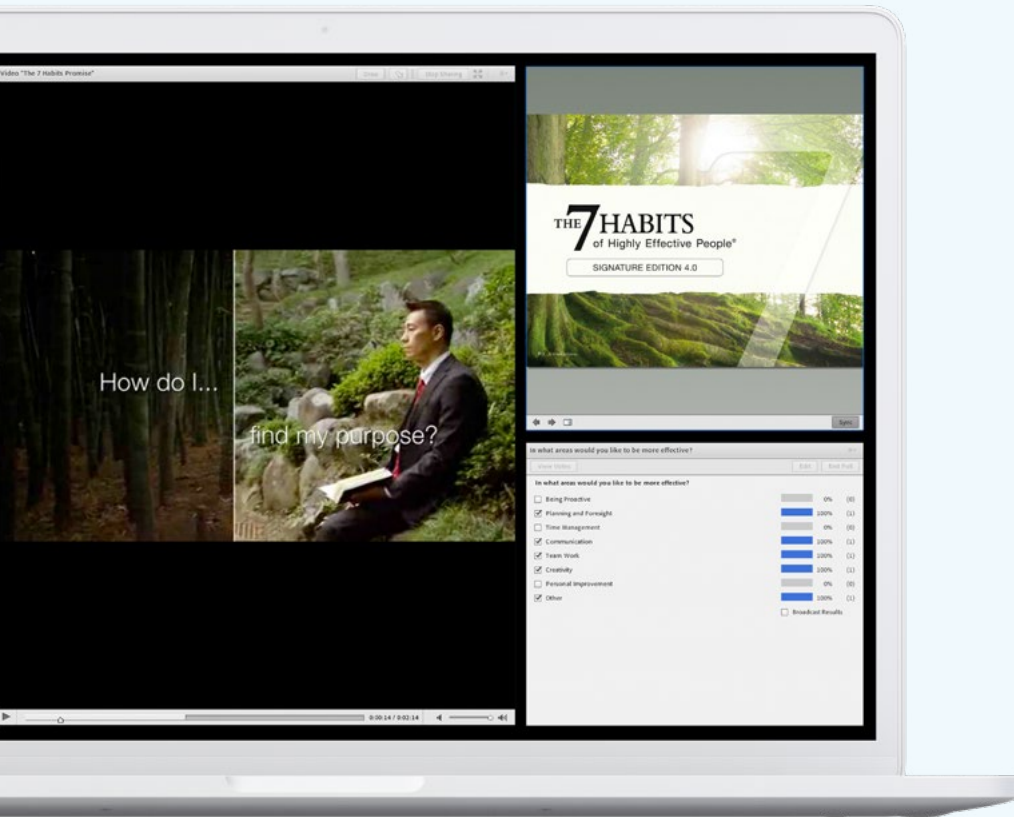 Video "The 7 Habits Promise"
Draw
Stop Sharing
How do I...
find my purpose?
0:00:14 / 0:02:14
THE 7 HABITS
of Highly Effective People®
SIGNATURE EDITION 4.0
Sync
In what areas would you like to be more effective?
View Votes
Edit
End Poll
In what areas would you like to be more effective?
Being Proactive 0% (0)
Planning and Foresight 100% (1)
Time Management 0% (0)
Communication 100% (1)
Team Work 100% (1)
Creativity 100% (1)
Personal Improvement 0% (0)
Other 100% (1)
Broadcast Results